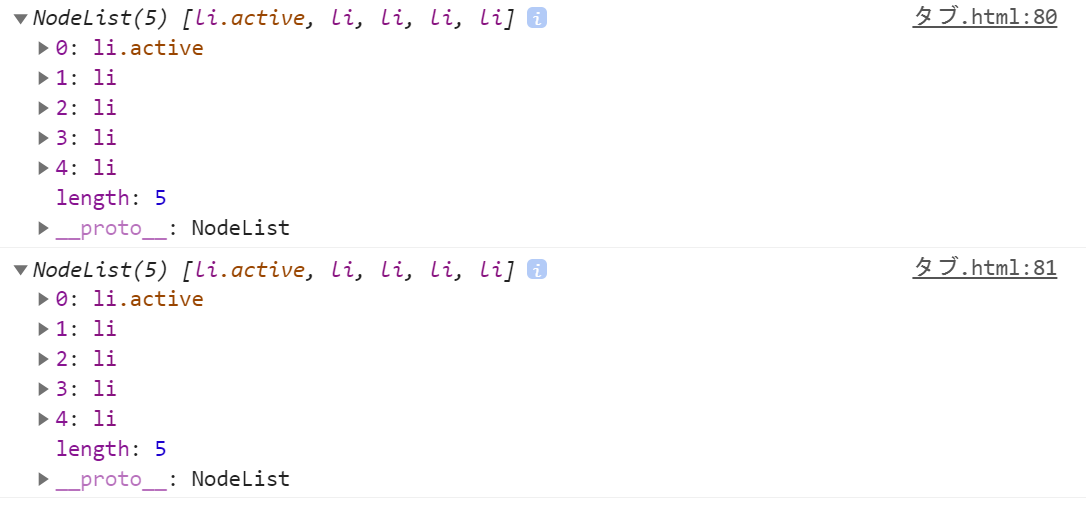 ▼NodeList(5) [li.active, li, li, li, li] i タブ.html:80
▶0: li.active
▶1: li
▶2: li
▶3: li
▶4: li
length: 5
▶__proto__: NodeList
▼NodeList(5) [li.active, li, li, li, li] i タブ.html:81
▶0: li.active
▶1: li
▶2: li
▶3: li
▶4: li
length: 5
▶__proto__: NodeList